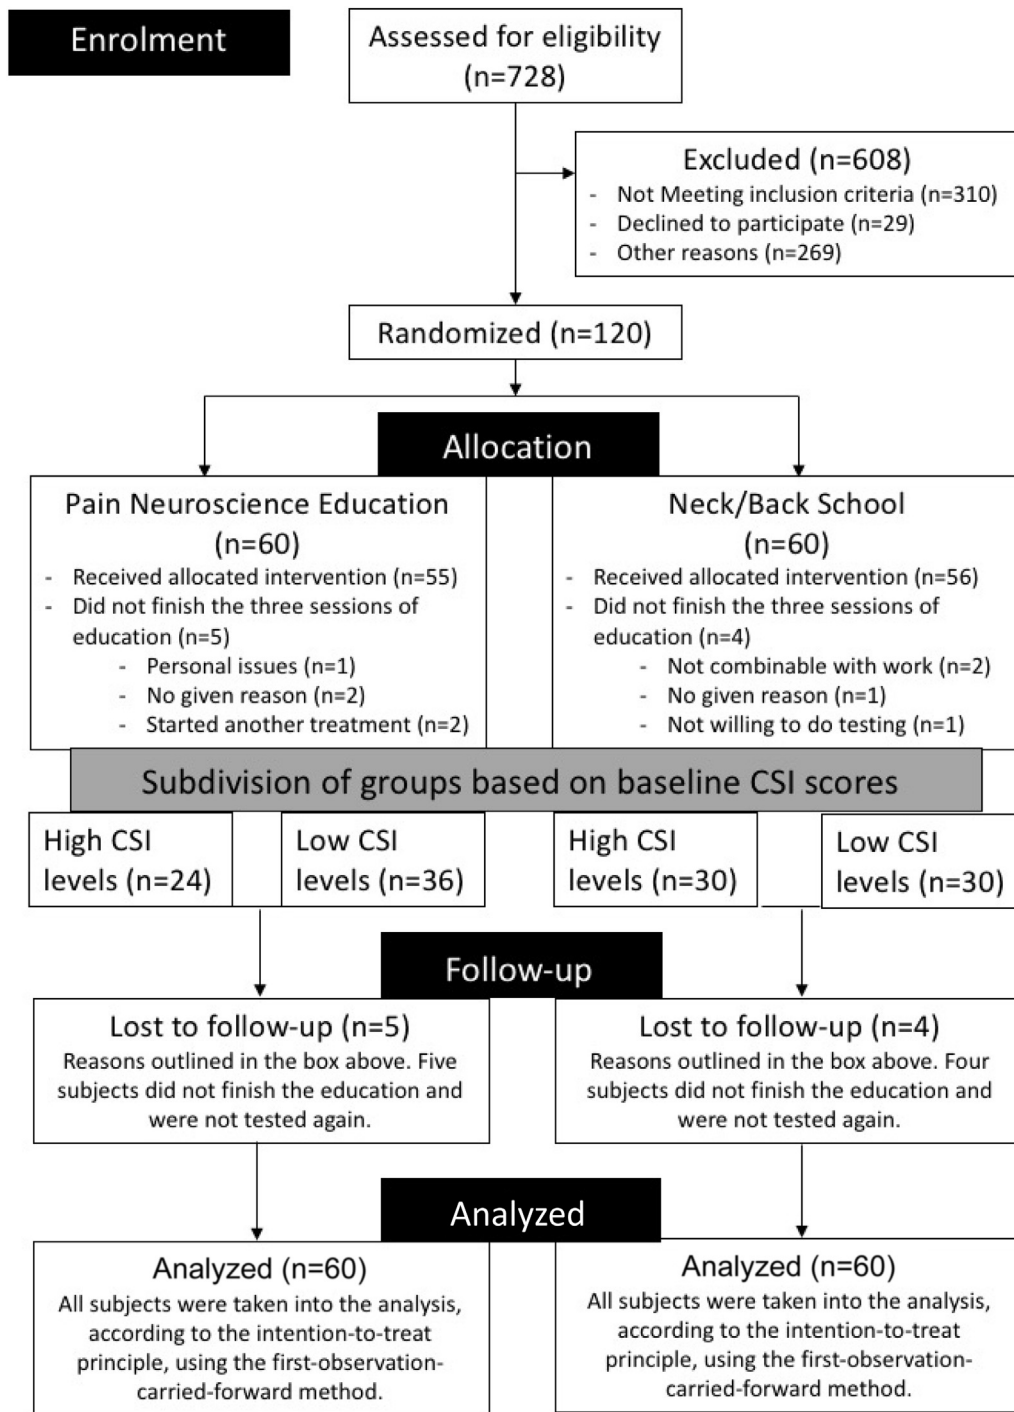 Enrolment
Assessed for eligibility
(n=728)
Excluded (n=608)
- Not Meeting inclusion criteria (n=310)
- Declined to participate (n=29)
- Other reasons (n=269)
Randomized (n=120)
Allocation
Pain Neuroscience Education
(n=60)
- Received allocated intervention (n=55)
- Did not finish the three sessions of
education (n=5)
- Personal issues (n=1)
- No given reason (n=2)
- Started another treatment (n=2)
Neck/Back School
(n=60)
- Received allocated intervention (n=56)
- Did not finish the three sessions of
education (n=4)
- Not combinable with work (n=2)
- No given reason (n=1)
- Not willing to do testing (n=1)
Subdivision of groups based on baseline CSI scores
High CSI
levels (n=24)
Low CSI
levels (n=36)
High CSI
levels (n=30)
Low CSI
levels (n=30)
Follow-up
Lost to follow-up (n=5)
Reasons outlined in the box above. Five
subjects did not finish the education and
were not tested again.
Lost to follow-up (n=4)
Reasons outlined in the box above. Four
subjects did not finish the education and
were not tested again.
Analyzed
Analyzed (n=60)
All subjects were taken into the analysis,
according to the intention-to-treat
principle, using the first-observation-
carried-forward method.
Analyzed (n=60)
All subjects were taken into the analysis,
according to the intention-to-treat
principle, using the first-observation-
carried-forward method.